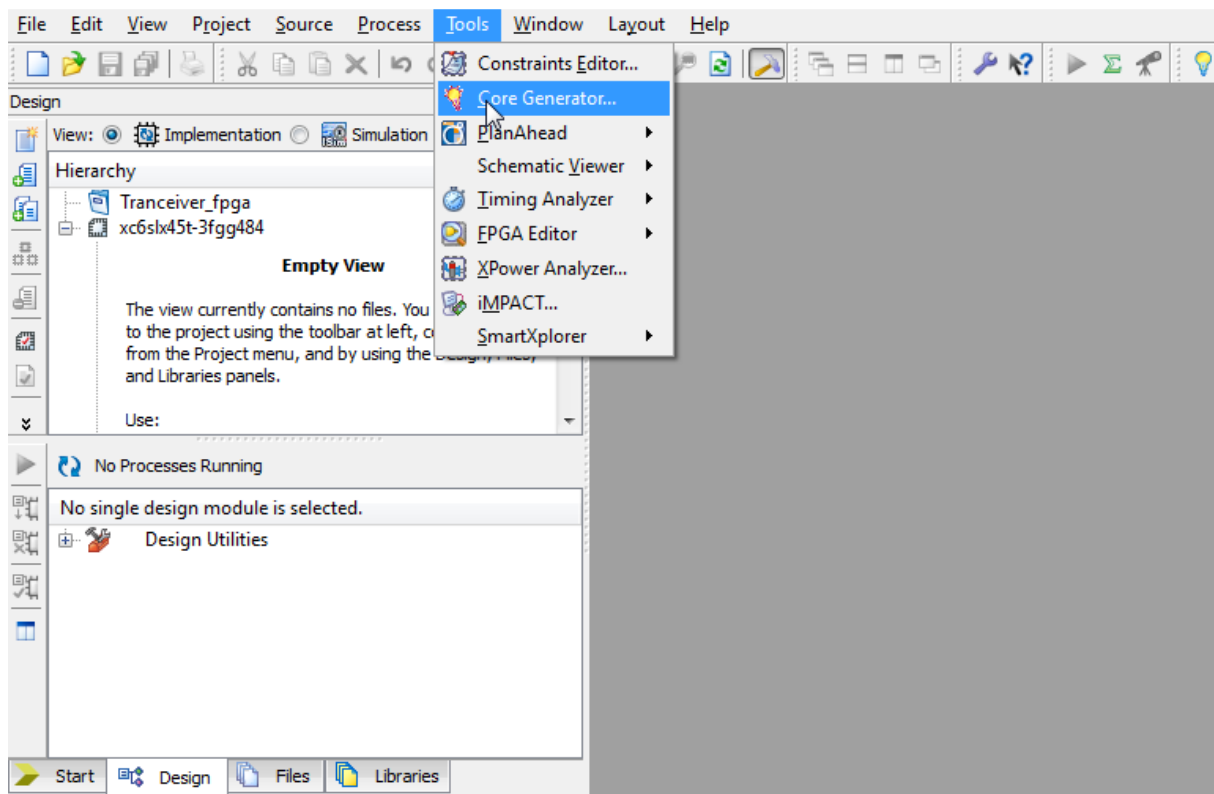 File Edit View Project Source Process Tools Window Layout Help
Constraints Editor...
Core Generator...
PlanAhead
Schematic Viewer
Timing Analyzer
FPGA Editor
XPower Analyzer...
iMPACT...
SmartXplorer
Design
View: Implementation Simulation
Hierarchy
Tranceiver_fpga
xc6slx45t-3fgg484
Empty View
The view currently contains no files. You
to the project using the toolbar at left, c
from the Project menu, and by using the Design, Files,
and Libraries panels.
Use:
No Processes Running
No single design module is selected.
Design Utilities
Start Design Files Libraries